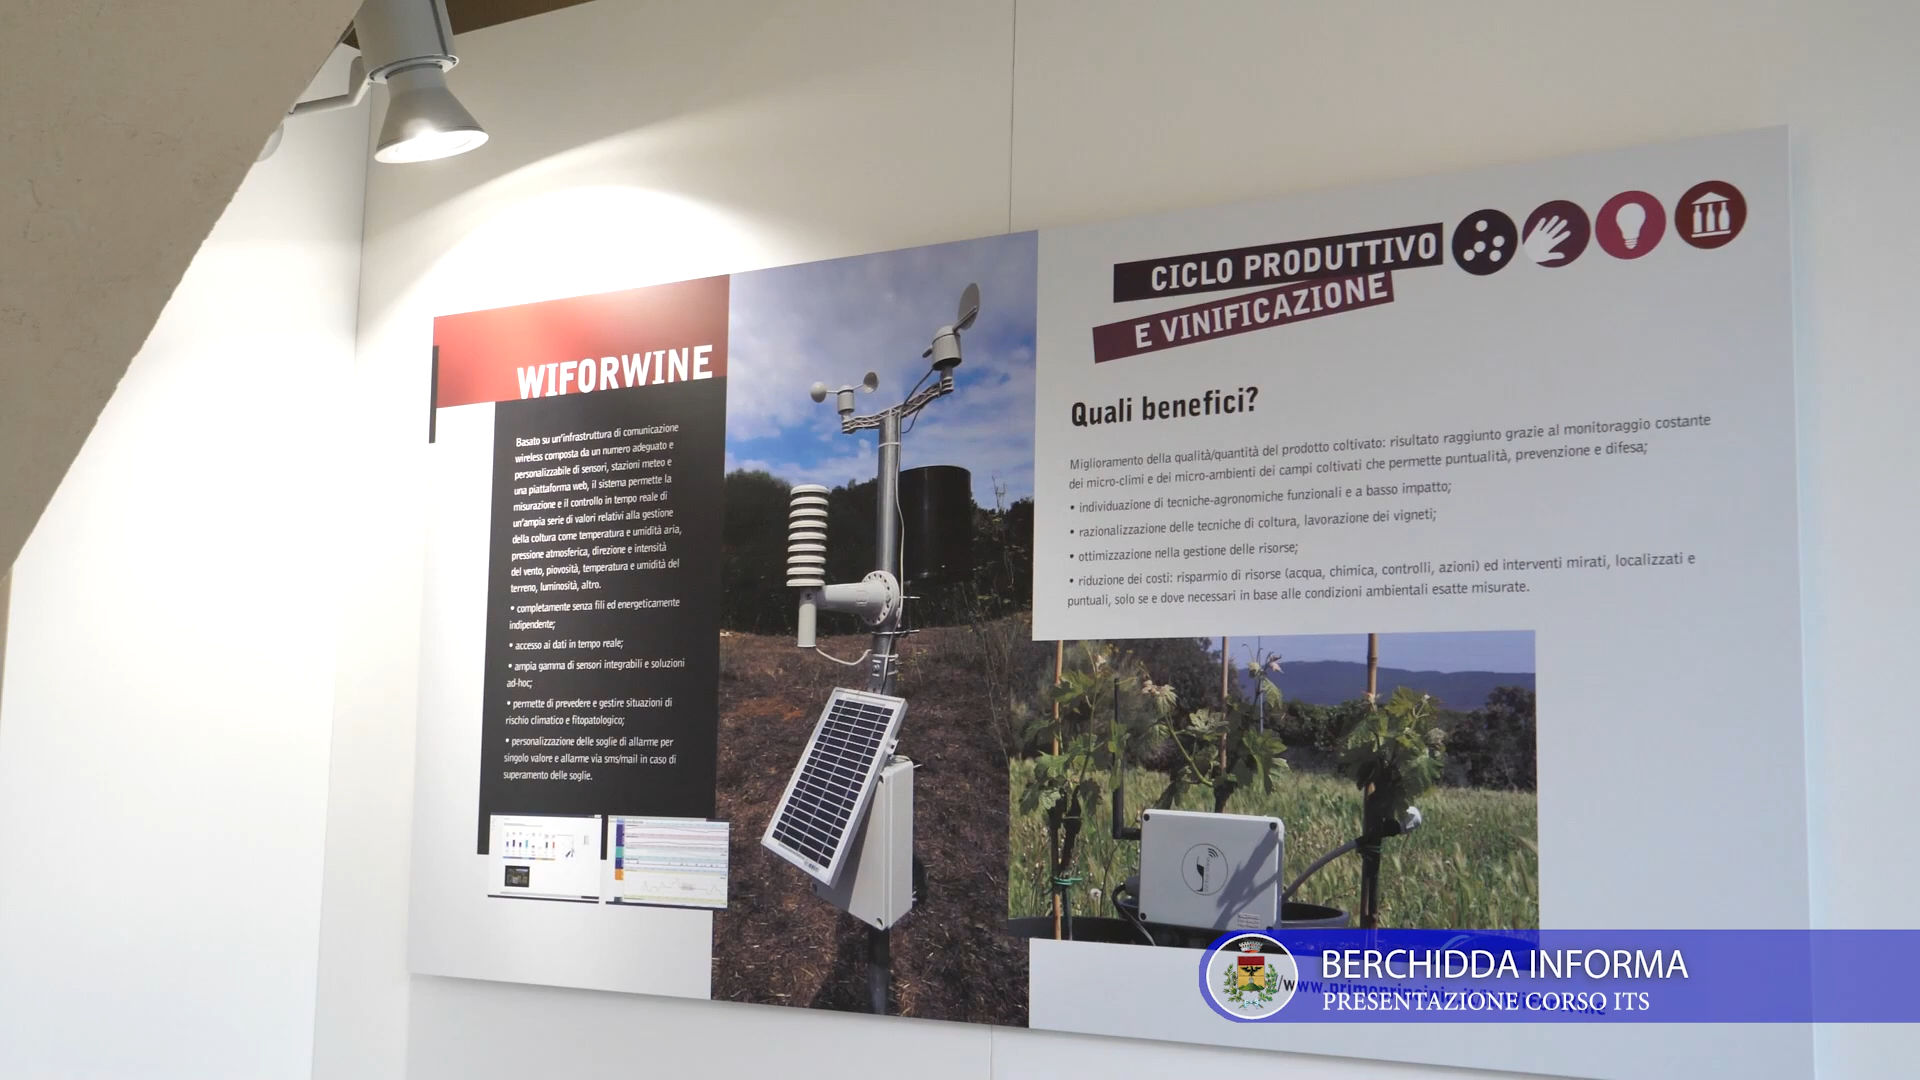 WIFORWINE
Basato su un'infrastruttura di comunicazione
wireless composta da un numero adeguato e
personalizzabile di sensori, stazioni meteo e
una piattaforma web, il sistema permette la
misurazione e il controllo in tempo reale di
un'ampia serie di valori relativi alla gestione
della coltura come temperatura e umidità aria,
pressione atmosferica, direzione e intensità
del vento, piovosità, temperatura e umidità del
terreno, luminosità, altro.
• completamente senza fili ed energeticamente
indipendente;
• accesso ai dati in tempo reale;
• ampia gamma di sensori integrabili e soluzioni
ad-hoc;
• permette di prevedere e gestire situazioni di
rischio climatico e fitopatologico;
• personalizzazione delle soglie di allarme per
singolo valore e allarme via sms/mail in caso di
superamento delle soglie.
CICLO PRODUTTIVO
E VINIFICAZIONE
Quali benefici?
Miglioramento della qualità/quantità del prodotto coltivato: risultato raggiunto grazie al monitoraggio costante
dei micro-climi e dei micro-ambienti dei campi coltivati che permette puntualità, prevenzione e difesa;
• individuazione di tecniche-agronomiche funzionali e a basso impatto;
• razionalizzazione delle tecniche di coltura, lavorazione dei vigneti;
• ottimizzazione nella gestione delle risorse;
• riduzione dei costi: risparmio di risorse (acqua, chimica, controlli, azioni) ed interventi mirati, localizzati e
puntuali, solo se e dove necessari in base alle condizioni ambientali esatte misurate.
BERCHIDDA INFORMA
PRESENTAZIONE CORSO ITS